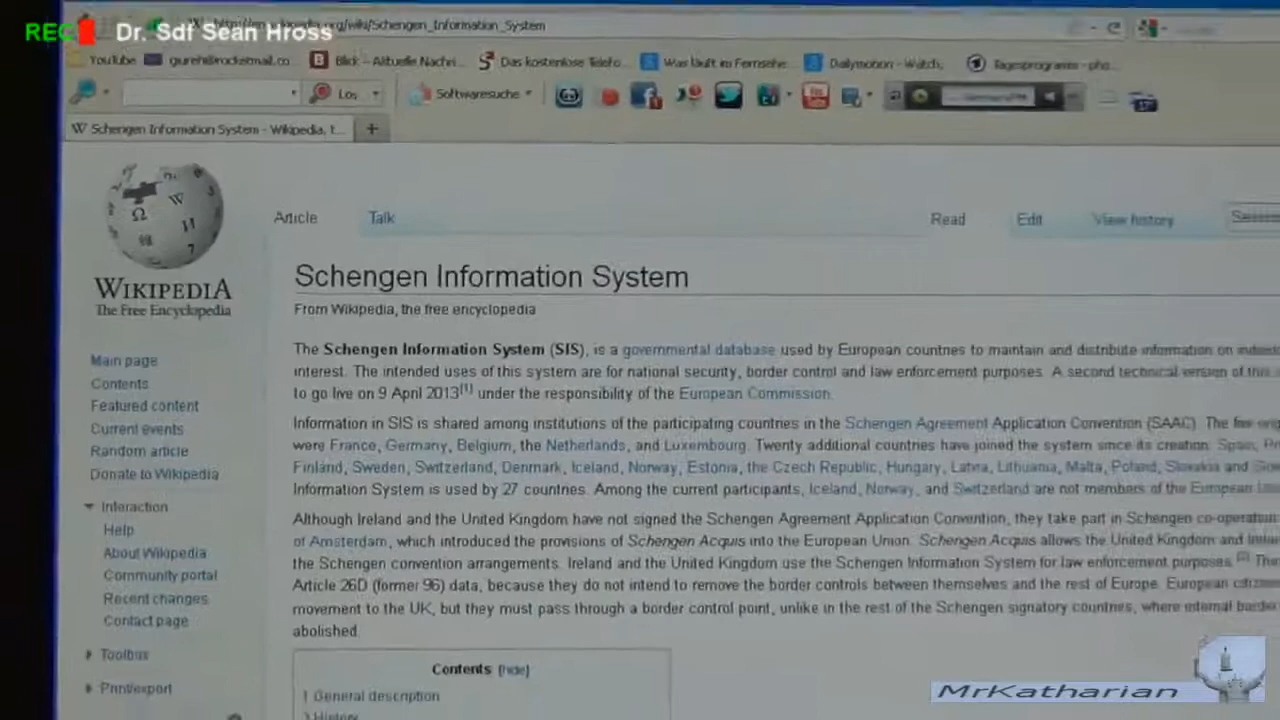 REC Dr. Sdf Sean Hross
/wiki/Schengen_Information_System
YouTube Blick - Aktuelle Nachri... Das kostenlose Telefo... Was läuft im Fernsehe... Dailymotion - Watch, Tagesprogramm - pho...
Los Softwaresuche
W Schengen Information System - Wikipedia, t... +
Article Talk Read Edit View history
WIKIPEDIA
The Free Encyclopedia
Schengen Information System
From Wikipedia, the free encyclopedia
The Schengen Information System (SIS), is a governmental database used by European countries to maintain and distribute information on
interest. The intended uses of this system are for national security, border control and law enforcement purposes. A second technical version of this
to go live on 9 April 2013[1] under the responsibility of the European Commission.
Information in SIS is shared among institutions of the participating countries in the Schengen Agreement Application Convention (SAAC). The five
were France, Germany, Belgium, the Netherlands, and Luxembourg. Twenty additional countries have joined the system since its creation: Spain,
Finland, Sweden, Switzerland, Denmark, Iceland, Norway, Estonia, the Czech Republic, Hungary, Latvia, Lithuania, Malta, Poland, Slovakia and
Information System is used by 27 countries. Among the current participants, Iceland, Norway, and Switzerland are not members of the European
Although Ireland and the United Kingdom have not signed the Schengen Agreement Application Convention, they take part in Schengen co-operation
of Amsterdam, which introduced the provisions of Schengen Acquis into the European Union. Schengen Acquis allows the United Kingdom and
the Schengen convention arrangements. Ireland and the United Kingdom use the Schengen Information System for law enforcement purposes.[2]
Article 26D (former 96) data, because they do not intend to remove the border controls between themselves and the rest of Europe. European
movement to the UK, but they must pass through a border control point, unlike in the rest of the Schengen signatory countries, where internal
abolished.
Main page
Contents
Featured content
Current events
Random article
Donate to Wikipedia
Interaction
Help
About Wikipedia
Community portal
Recent changes
Contact page
Toolbox
Print/export
Contents [hide]
1 General description
History
MrKatharian